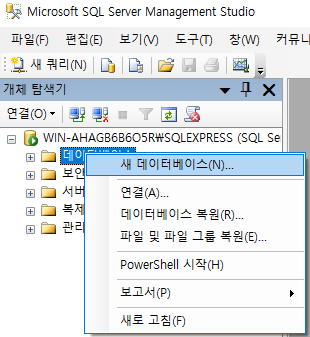 Microsoft SQL Server Management Studio
파일(F) 편집(E) 보기(V) 도구(T) 창(W) 커뮤니
새 쿼리(N)
개체 탐색기
연결(O)
WIN-AHAGB6B6O5R₩SQLEXPRESS (SQL Se
새 데이터베이스(N)...
보안
연결(A)...
서버
데이터베이스 복원(R)...
복제
파일 및 파일 그룹 복원(E)...
관리
PowerShell 시작(H)
보고서(P)
새로 고침(F)